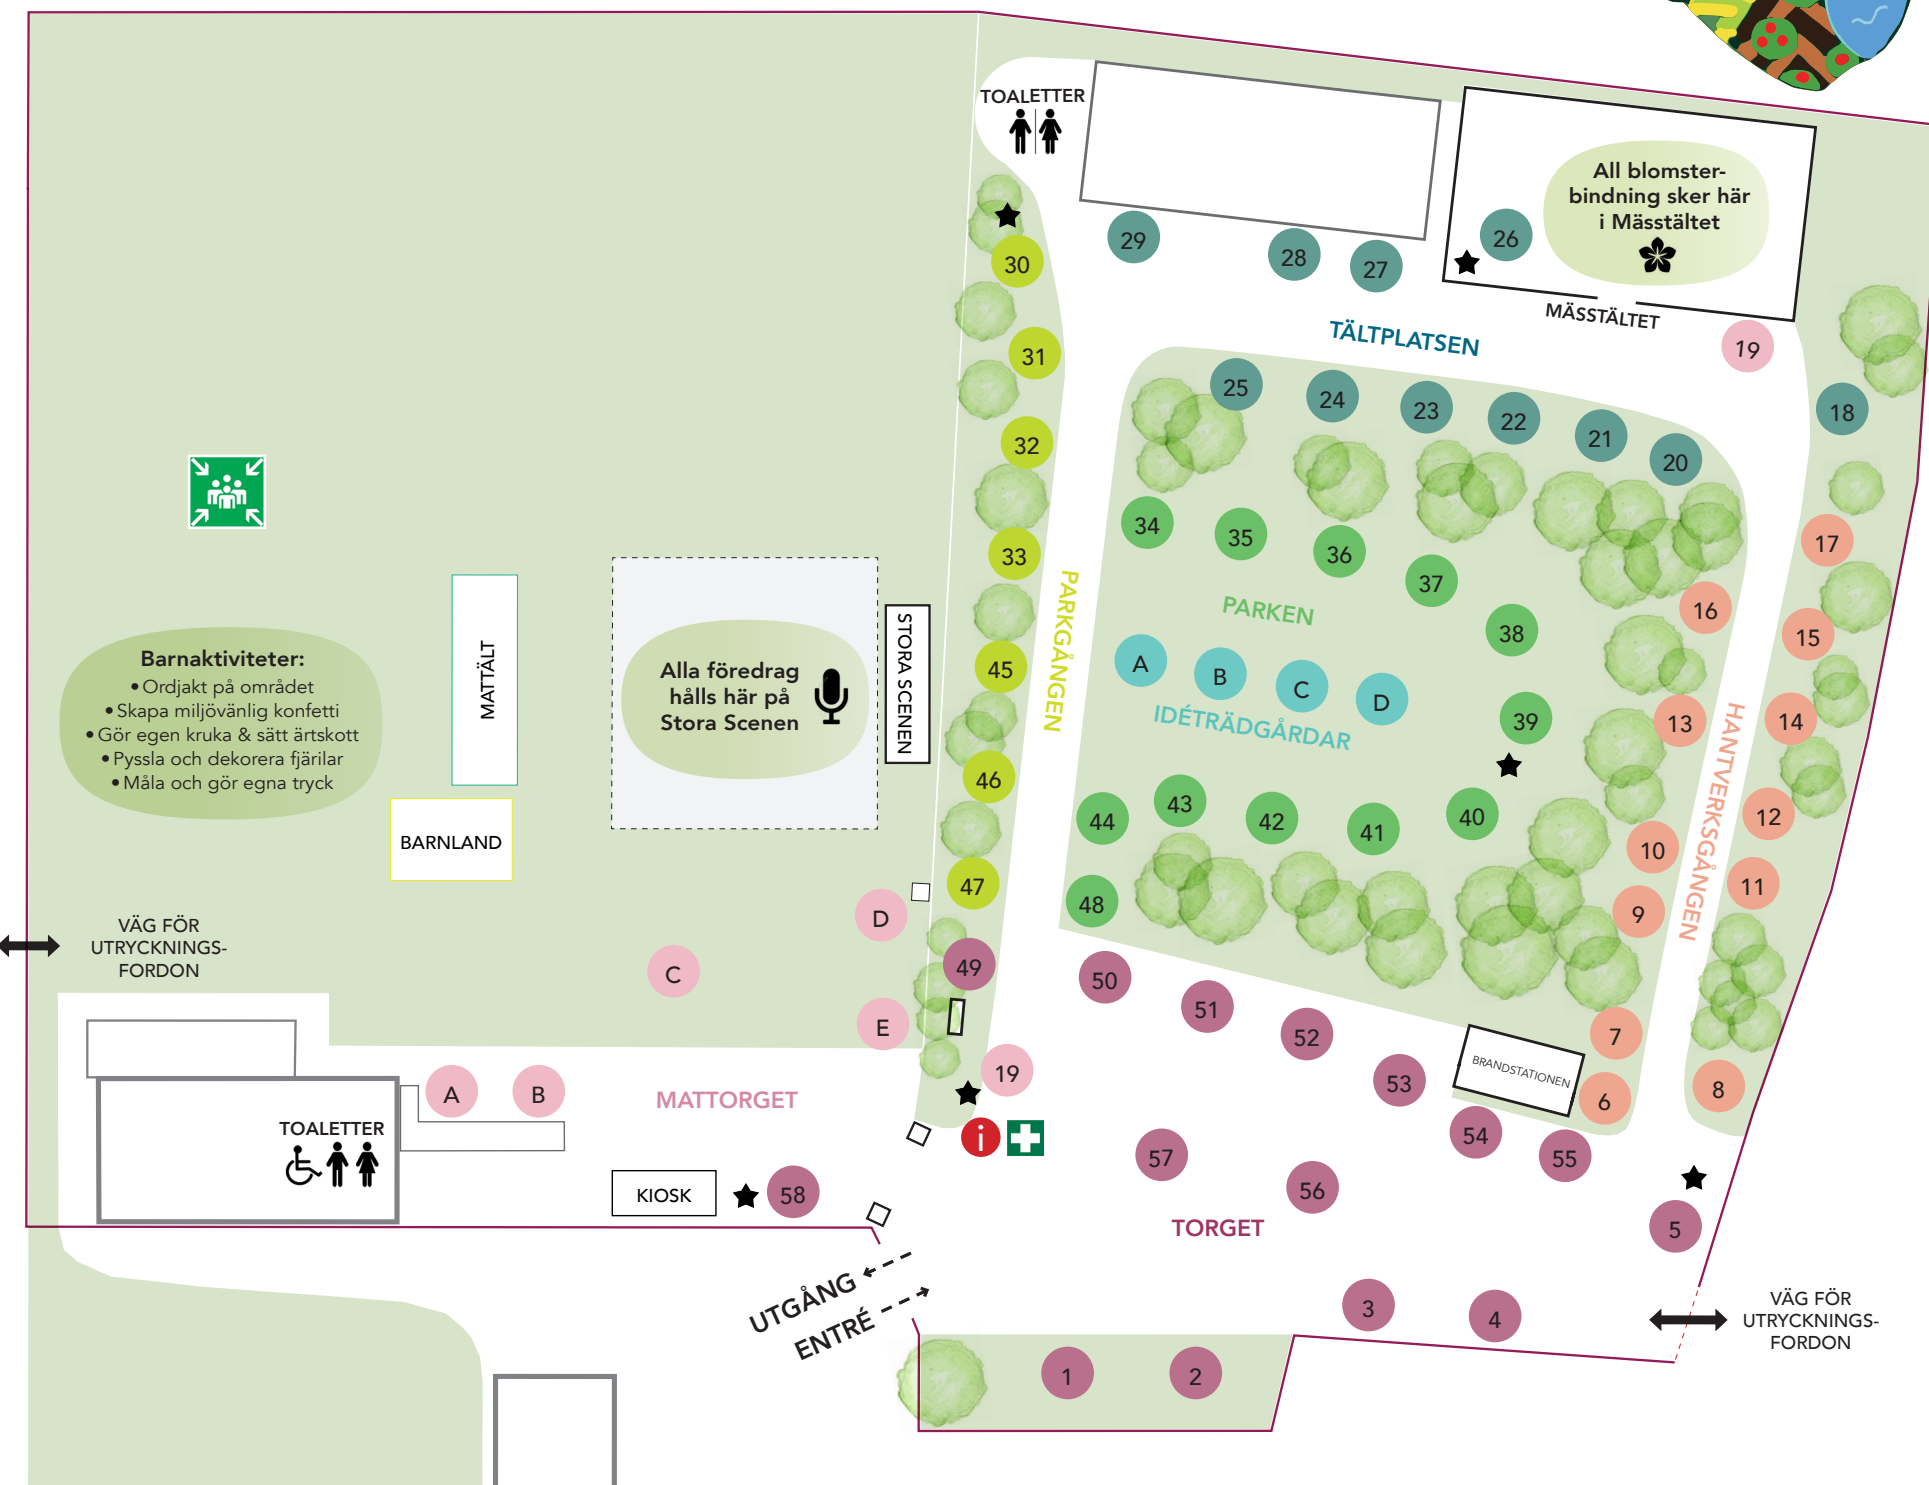 TOALETTER
All blomster-
bindning sker här
i Mässtältet
26
29
28
27
MÄSSTÄLTET
TÄLTPLATSEN
19
30
31
32
33
25
24
23
22
21
20
18
17
16
15
14
13
12
11
10
9
8
7
6
HANTVERKSGÅNGEN
34
35
36
37
38
39
40
41
42
43
44
48
PARKEN
A
B
C
D
IDÉTRÄDGÅRDAR
PARKGÅNGEN
45
46
47
49
STORA SCENEN
Alla föredrag
hålls här på
Stora Scenen
MATTÄLT
BARNLAND
Barnaktiviteter:
• Ordjakt på området
• Skapa miljövänlig konfetti
• Gör egen kruka & sätt ärtskott
• Pyssla och dekorera fjärilar
• Måla och gör egna tryck
VÄG FÖR
UTRYCKNINGS-
FORDON
D
C
E
A
B
19
MATTORGET
TOALETTER
KIOSK
58
i
50
51
52
53
BRANDSTATIONEN
54
55
57
56
5
TORGET
UTGÅNG
ENTRÉ
3
4
1
2
VÄG FÖR
UTRYCKNINGS-
FORDON